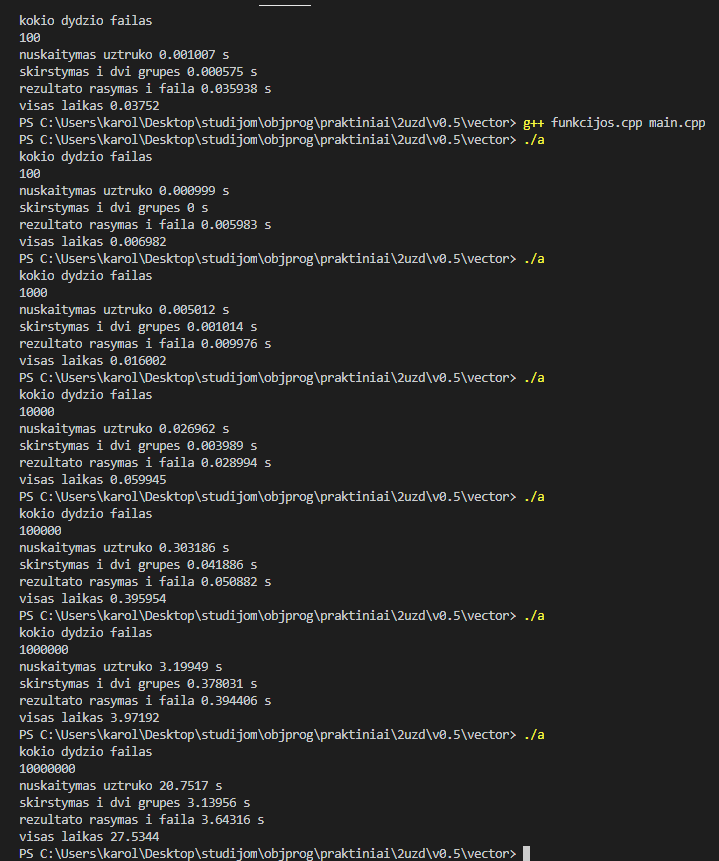 kokio dydzio failas
100
nuskaitymas uztruko 0.001007 s
skirstymas i dvi grupes 0.000575 s
rezultato rasymas i faila 0.035938 s
visas laikas 0.03752
PS C:\Users\karol\Desktop\studijom\objprog\praktiniai\2uzd\v0.5\vector> g++ funkcijos.cpp main.cpp
PS C:\Users\karol\Desktop\studijom\objprog\praktiniai\2uzd\v0.5\vector> ./a
kokio dydzio failas
100
nuskaitymas uztruko 0.000999 s
skirstymas i dvi grupes 0 s
rezultato rasymas i faila 0.005983 s
visas laikas 0.006982
PS C:\Users\karol\Desktop\studijom\objprog\praktiniai\2uzd\v0.5\vector> ./a
kokio dydzio failas
1000
nuskaitymas uztruko 0.005012 s
skirstymas i dvi grupes 0.001014 s
rezultato rasymas i faila 0.009976 s
visas laikas 0.016002
PS C:\Users\karol\Desktop\studijom\objprog\praktiniai\2uzd\v0.5\vector> ./a
kokio dydzio failas
10000
nuskaitymas uztruko 0.026962 s
skirstymas i dvi grupes 0.003989 s
rezultato rasymas i faila 0.028994 s
visas laikas 0.059945
PS C:\Users\karol\Desktop\studijom\objprog\praktiniai\2uzd\v0.5\vector> ./a
kokio dydzio failas
100000
nuskaitymas uztruko 0.303186 s
skirstymas i dvi grupes 0.041886 s
rezultato rasymas i faila 0.050882 s
visas laikas 0.395954
PS C:\Users\karol\Desktop\studijom\objprog\praktiniai\2uzd\v0.5\vector> ./a
kokio dydzio failas
1000000
nuskaitymas uztruko 3.19949 s
skirstymas i dvi grupes 0.378031 s
rezultato rasymas i faila 0.394406 s
visas laikas 3.97192
PS C:\Users\karol\Desktop\studijom\objprog\praktiniai\2uzd\v0.5\vector> ./a
kokio dydzio failas
10000000
nuskaitymas uztruko 20.7517 s
skirstymas i dvi grupes 3.13956 s
rezultato rasymas i faila 3.64316 s
visas laikas 27.5344
PS C:\Users\karol\Desktop\studijom\objprog\praktiniai\2uzd\v0.5\vector>